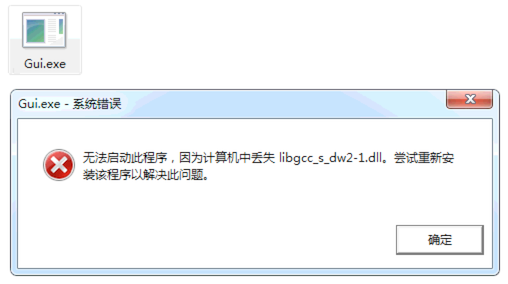 Gui.exe
Gui.exe - 系统错误
无法启动此程序，因为计算机中丢失 libgcc_s_dw2-1.dll。尝试重新安
装该程序以解决此问题。
确定